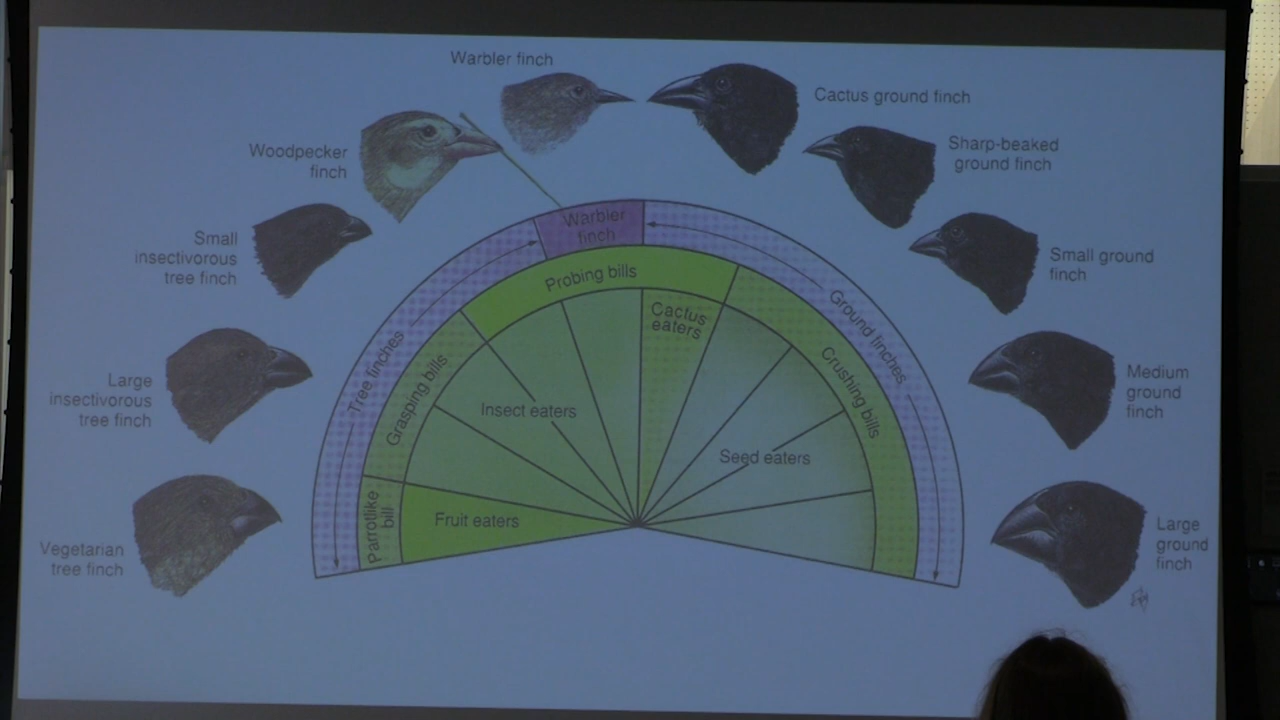 Warbler finch
Cactus ground finch
Woodpecker
finch
Sharp-beaked
ground finch
Small
insectivorous
tree finch
Small ground
finch
Large
insectivorous
tree finch
Medium
ground
finch
Vegetarian
tree finch
Large
ground
finch
Warbler
finch
Tree finches
Ground finches
Probing bills
Grasping bills
Crushing bills
Parrotlike
bill
Cactus
eaters
Insect eaters
Seed eaters
Fruit eaters